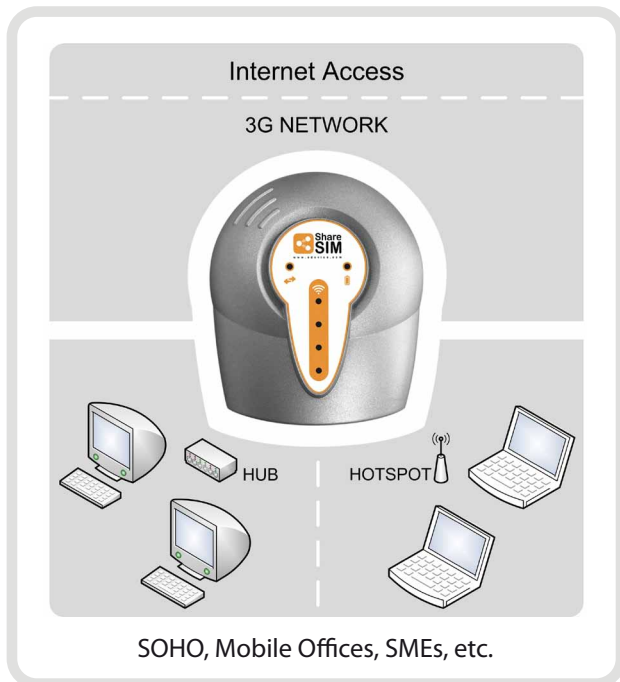 Internet Access
3G NETWORK
Share
SIM
HUB
HOTSPOT
SOHO, Mobile Offices, SMEs, etc.